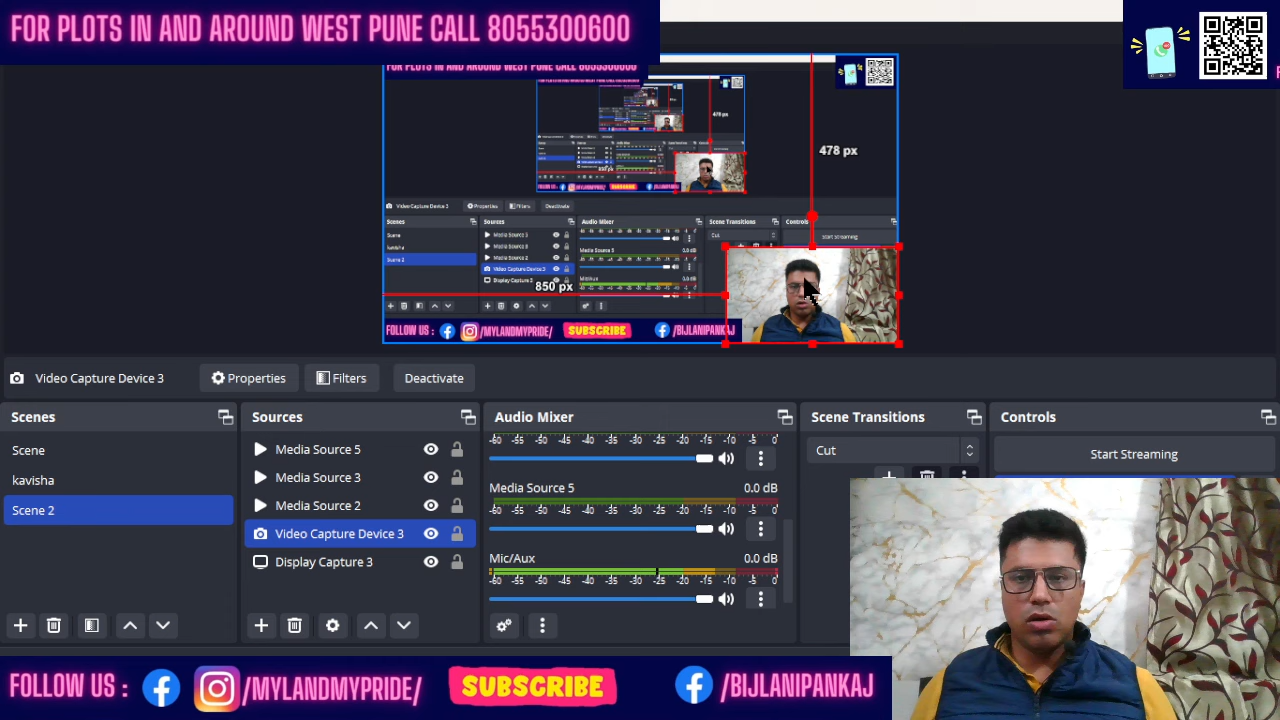 FOR PLOTS IN AND AROUND WEST PUNE CALL 8055300600
478 px
850 px
FOLLOW US : /MYLANDMYPRIDE/ SUBSCRIBE /BIJLANIPANKAJ
Video Capture Device 3 Properties Filters Deactivate
Scenes
Scene
kavisha
Scene 2
Sources
Media Source 5
Media Source 3
Media Source 2
Video Capture Device 3
Display Capture 3
Audio Mixer
-60 -55 -50 -45 -40 -35 -30 -25 -20 -15 -10 -5 0
Media Source 5 0.0 dB
-60 -55 -50 -45 -40 -35 -30 -25 -20 -15 -10 -5 0
Mic/Aux 0.0 dB
-60 -55 -50 -45 -40 -35 -30 -25 -20 -15 -10 -5 0
Scene Transitions
Cut
Controls
Start Streaming
FOLLOW US : /MYLANDMYPRIDE/ SUBSCRIBE /BIJLANIPANKAJ